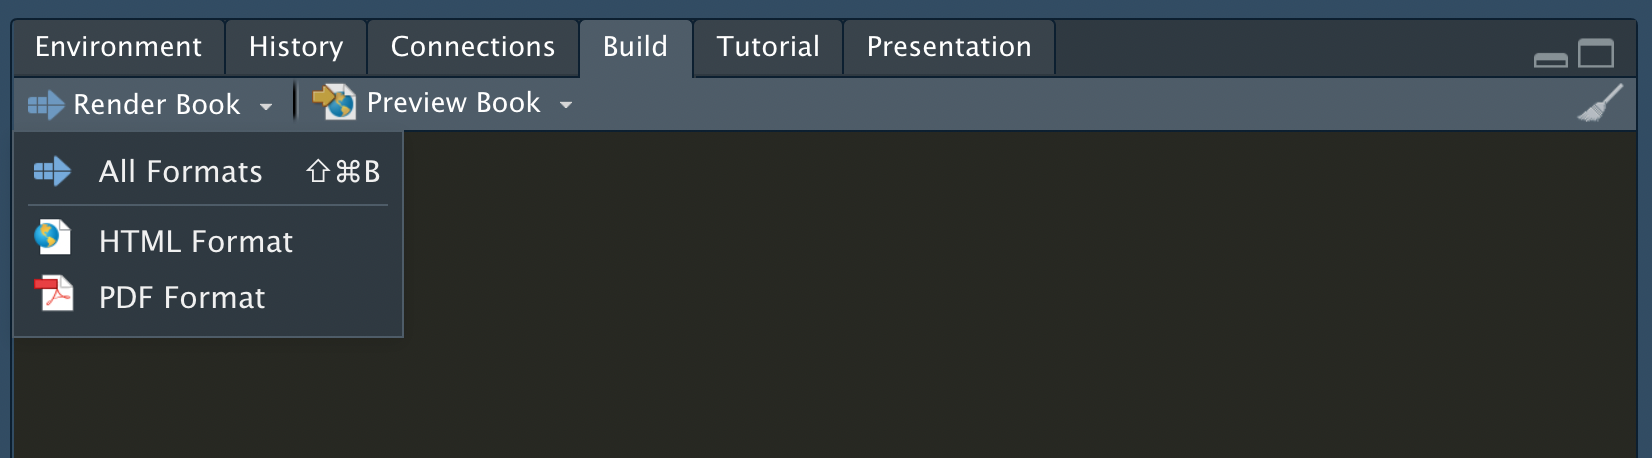 Environment History Connections Build Tutorial Presentation
Render Book Preview Book
All Formats ⇧⌘B
HTML Format
PDF Format